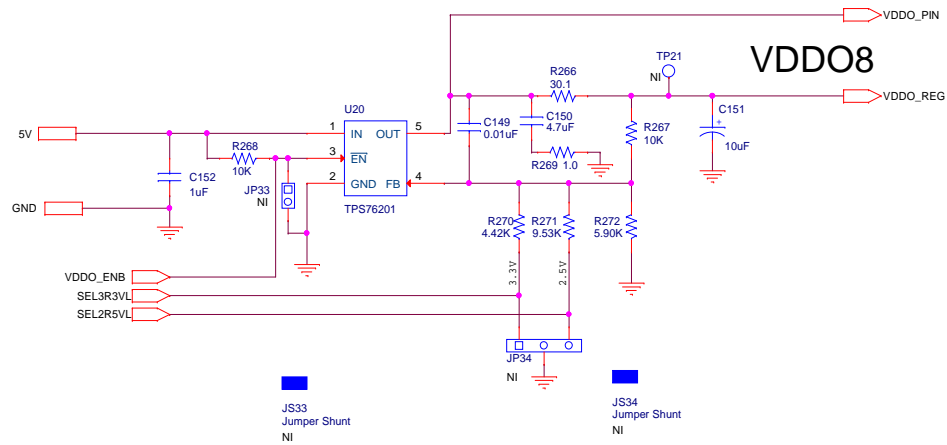 VDDO_PIN
VDDO8
TP21
NI
R266
30.1
VDDO_REG
U20
C149
0.01uF
C150
4.7uF
R267
10K
C151
+
10uF
5V
1
IN
OUT
5
R268
10K
3
EN
R269 1.0
C152
1uF
JP33
NI
2
GND
FB
4
TPS76201
GND
R270
4.42K
R271
9.53K
R272
5.90K
3.3V
2.5V
VDDO_ENB
SEL3R3VL
SEL2R5VL
JP34
NI
JS33
Jumper Shunt
NI
JS34
Jumper Shunt
NI